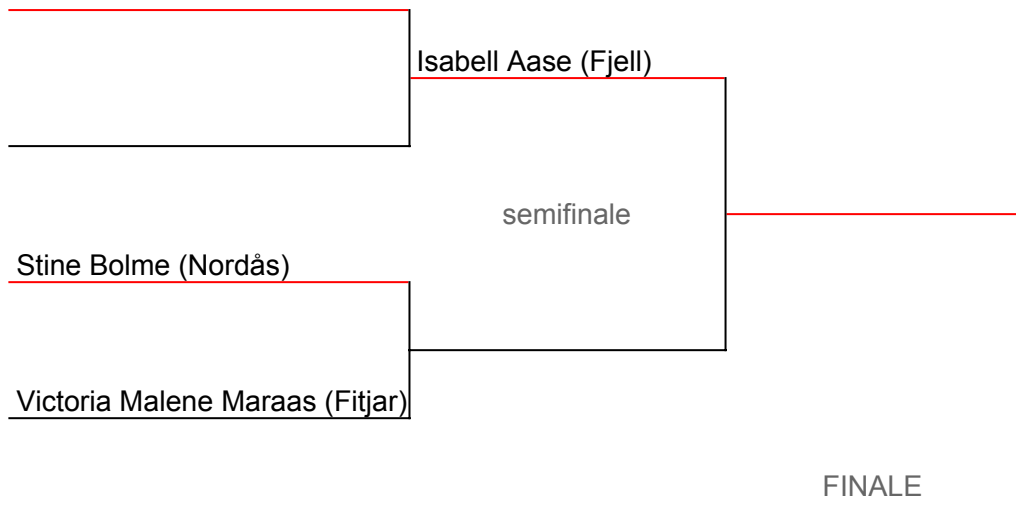 Isabell Aase (Fjell)
semifinale
Stine Bolme (Nordås)
Victoria Malene Maraas (Fitjar)
FINALE